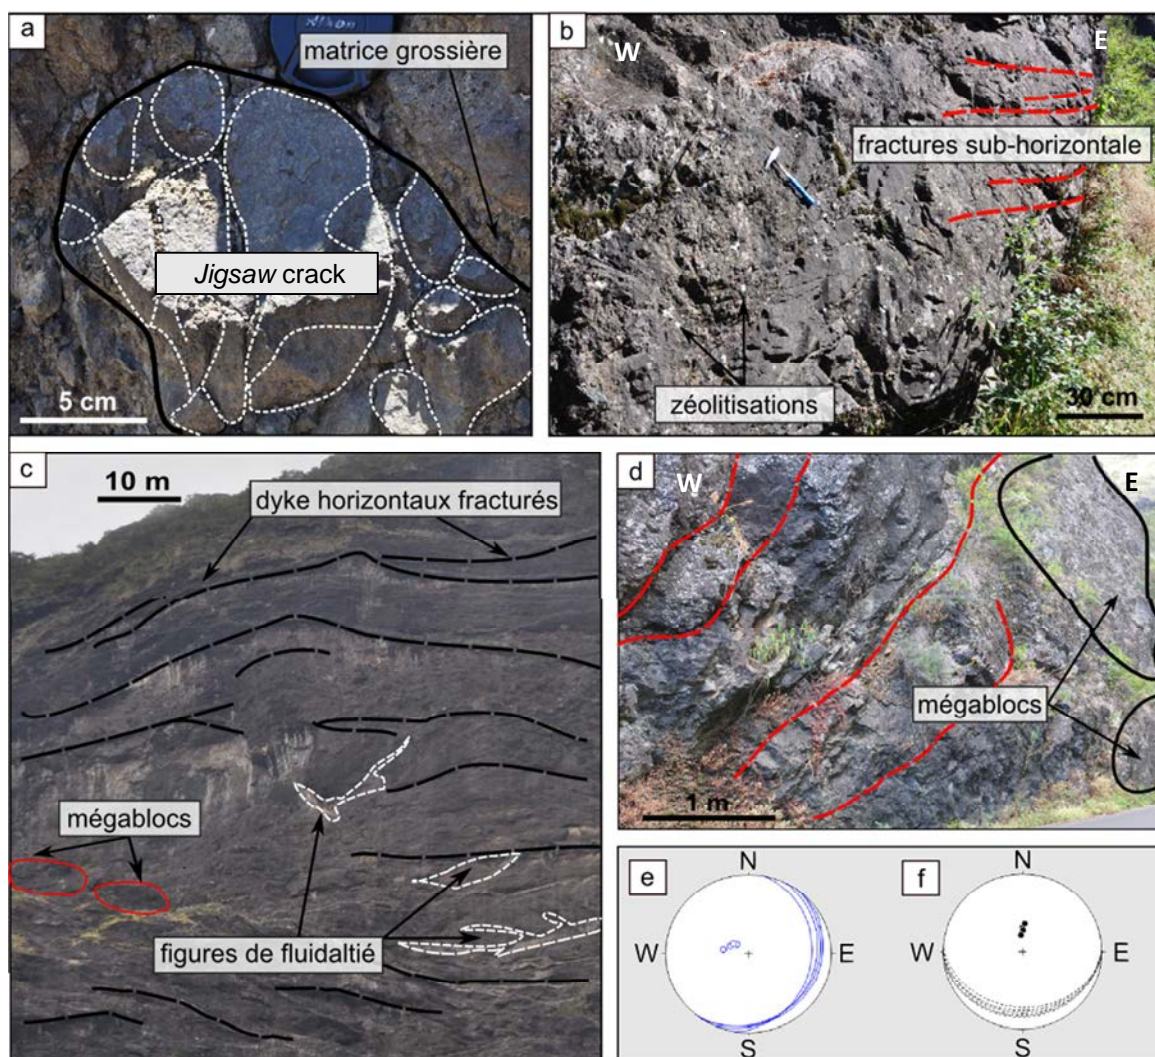 a
matrice grossière
Jigsaw crack
5 cm
b
W
E
fractures sub-horizontale
zéolitisations
30 cm
c
10 m
dyke horizontaux fracturés
mégablocs
figures de fluidaltié
d
W
E
mégablocs
1 m
e
N
W
E
S
f
N
W
E
S